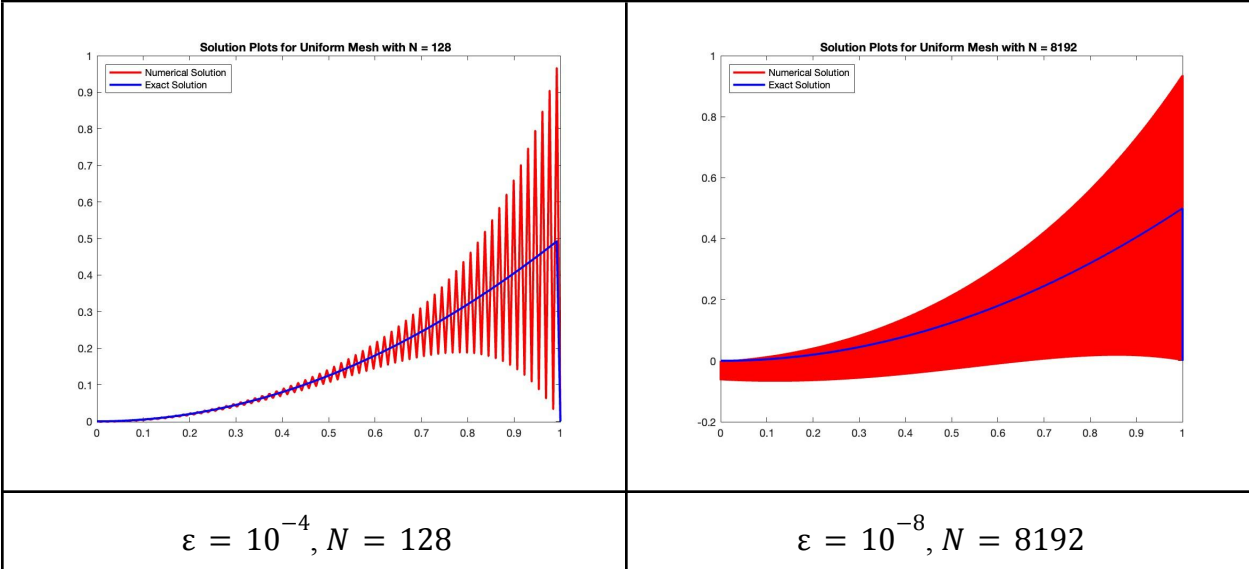 Solution Plots for Uniform Mesh with N = 128
Numerical Solution
Exact Solution
1
0.9
0.8
0.7
0.6
0.5
0.4
0.3
0.2
0.1
0
0 0.1 0.2 0.3 0.4 0.5 0.6 0.7 0.8 0.9 1
Solution Plots for Uniform Mesh with N = 8192
Numerical Solution
Exact Solution
1
0.8
0.6
0.4
0.2
0
-0.2
0 0.1 0.2 0.3 0.4 0.5 0.6 0.7 0.8 0.9 1
ε = 10⁻⁴, N = 128
ε = 10⁻⁸, N = 8192